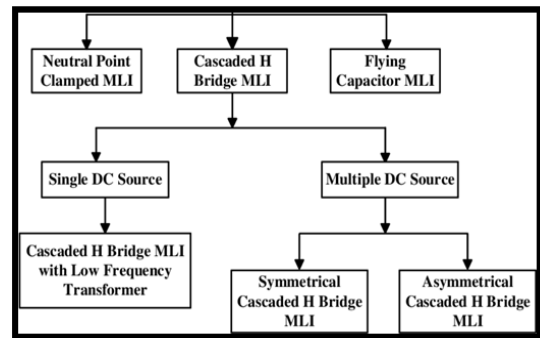 Neutral Point
Clamped MLI
Cascaded H
Bridge MLI
Flying
Capacitor MLI
Single DC Source
Multiple DC Source
Cascaded H Bridge MLI
with Low Frequency
Transformer
Symmetrical
Cascaded H Bridge
MLI
Asymmetrical
Cascaded H Bridge
MLI